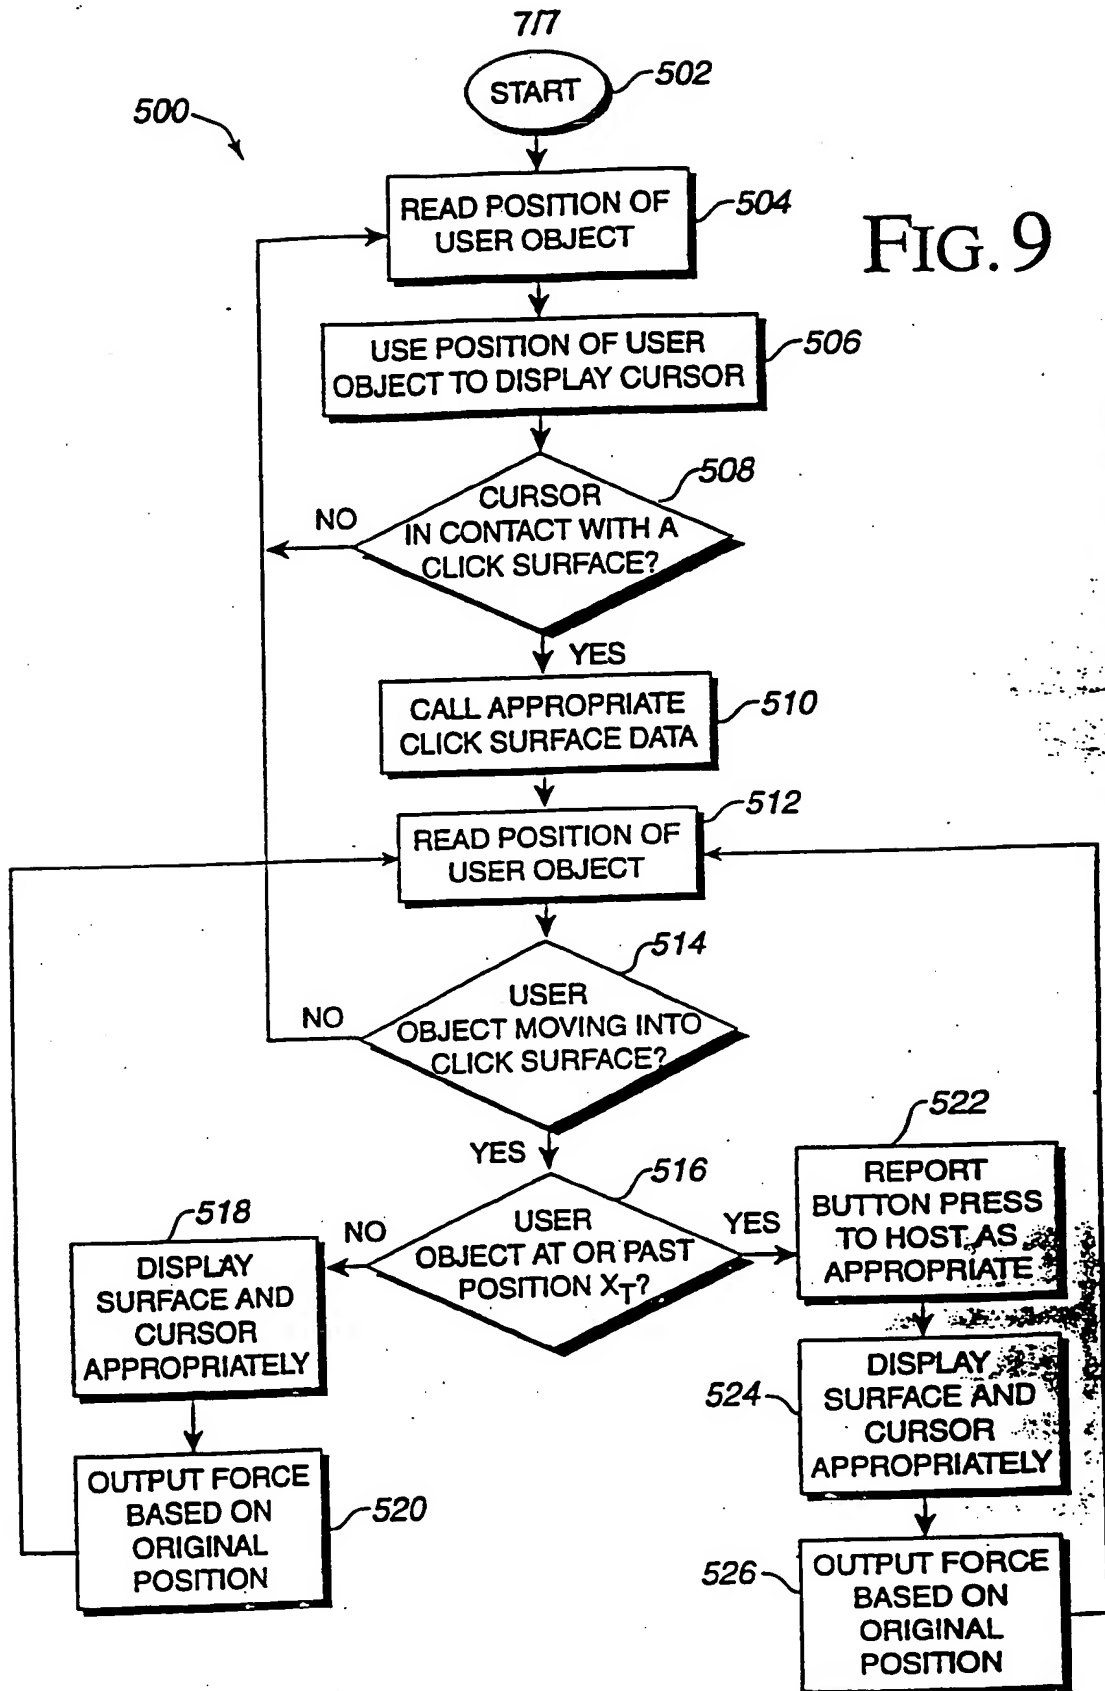 7/7
START
502
500
READ POSITION OF
USER OBJECT
504
FIG. 9
USE POSITION OF USER
OBJECT TO DISPLAY CURSOR
506
CURSOR
IN CONTACT WITH A
CLICK SURFACE?
508
NO
YES
CALL APPROPRIATE
CLICK SURFACE DATA
510
READ POSITION OF
USER OBJECT
512
USER
OBJECT MOVING INTO
CLICK SURFACE?
514
NO
YES
USER
OBJECT AT OR PAST
POSITION X_T?
516
NO
YES
518
DISPLAY
SURFACE AND
CURSOR
APPROPRIATELY
522
REPORT
BUTTON PRESS
TO HOST AS
APPROPRIATE
OUTPUT FORCE
BASED ON
ORIGINAL
POSITION
520
524
DISPLAY
SURFACE AND
CURSOR
APPROPRIATELY
526
OUTPUT FORCE
BASED ON
ORIGINAL
POSITION